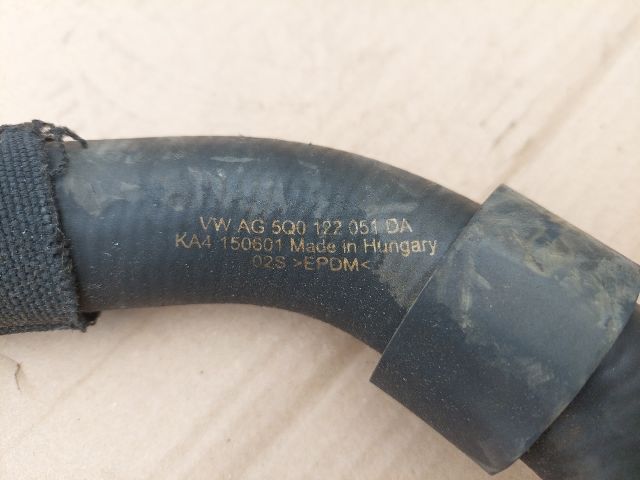 VW AG 5Q0 122 051 DA
KA4 150601 Made in Hungary
02S >EPDM<